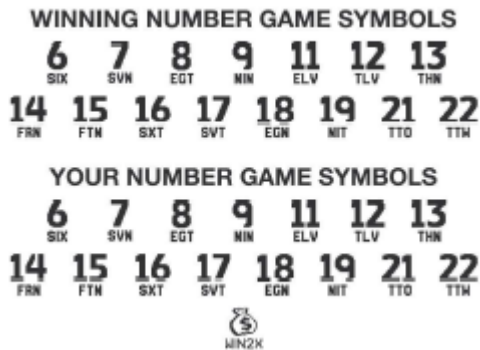 WINNING NUMBER GAME SYMBOLS
6 7 8 9 11 12 13
SIX SVN EGT NIN ELV TLV THN
14 15 16 17 18 19 21 22
FRN FTN SXT SVT EGN NIT TTO TTW
YOUR NUMBER GAME SYMBOLS
6 7 8 9 11 12 13
SIX SVN EGT NIN ELV TLV THN
14 15 16 17 18 19 21 22
FRN FTN SXT SVT EGN NIT TTO TTW
$
WIN2X